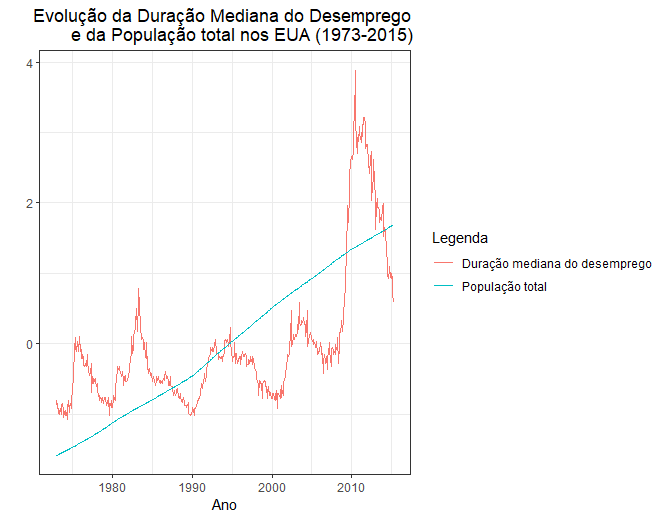 Evolução da Duração Mediana do Desemprego
e da População total nos EUA (1973-2015)
4
2
0
1980 1990 2000 2010
Ano
Legenda
Duração mediana do desemprego
População total